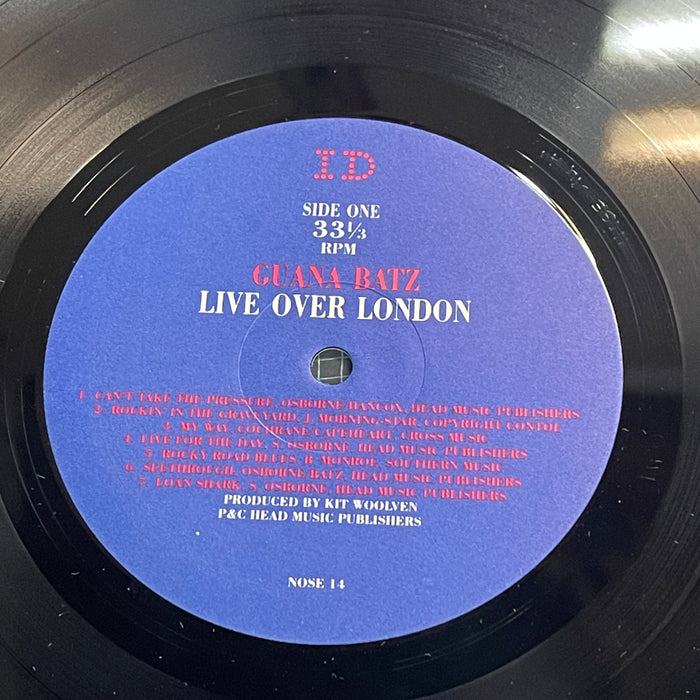 ID
SIDE ONE
33⅓
RPM
GUANA BATZ
LIVE OVER LONDON
1. CAN'T TAKE THE PRESSURE, OSBORNE/HANCOX, HEAD MUSIC PUBLISHERS
2. ROCKIN' IN THE GRAVEYARD, J. MORNING-STAR, COPYRIGHT CONTOL
3. MY WAY, COCHRANE/CAPEHEART, CROSS MUSIC
4. LIVE FOR THE DAY, S. OSBORNE, HEAD MUSIC PUBLISHERS
5. ROCKY ROAD BLUES, B. MONROE, SOUTHERN MUSIC
6. SEETHROUGH, OSBORNE/BATZ, HEAD MUSIC PUBLISHERS
7. LOAN SHARK, S. OSBORNE, HEAD MUSIC PUBLISHERS
PRODUCED BY KIT WOOLVEN
P&C HEAD MUSIC PUBLISHERS
NOSE 14